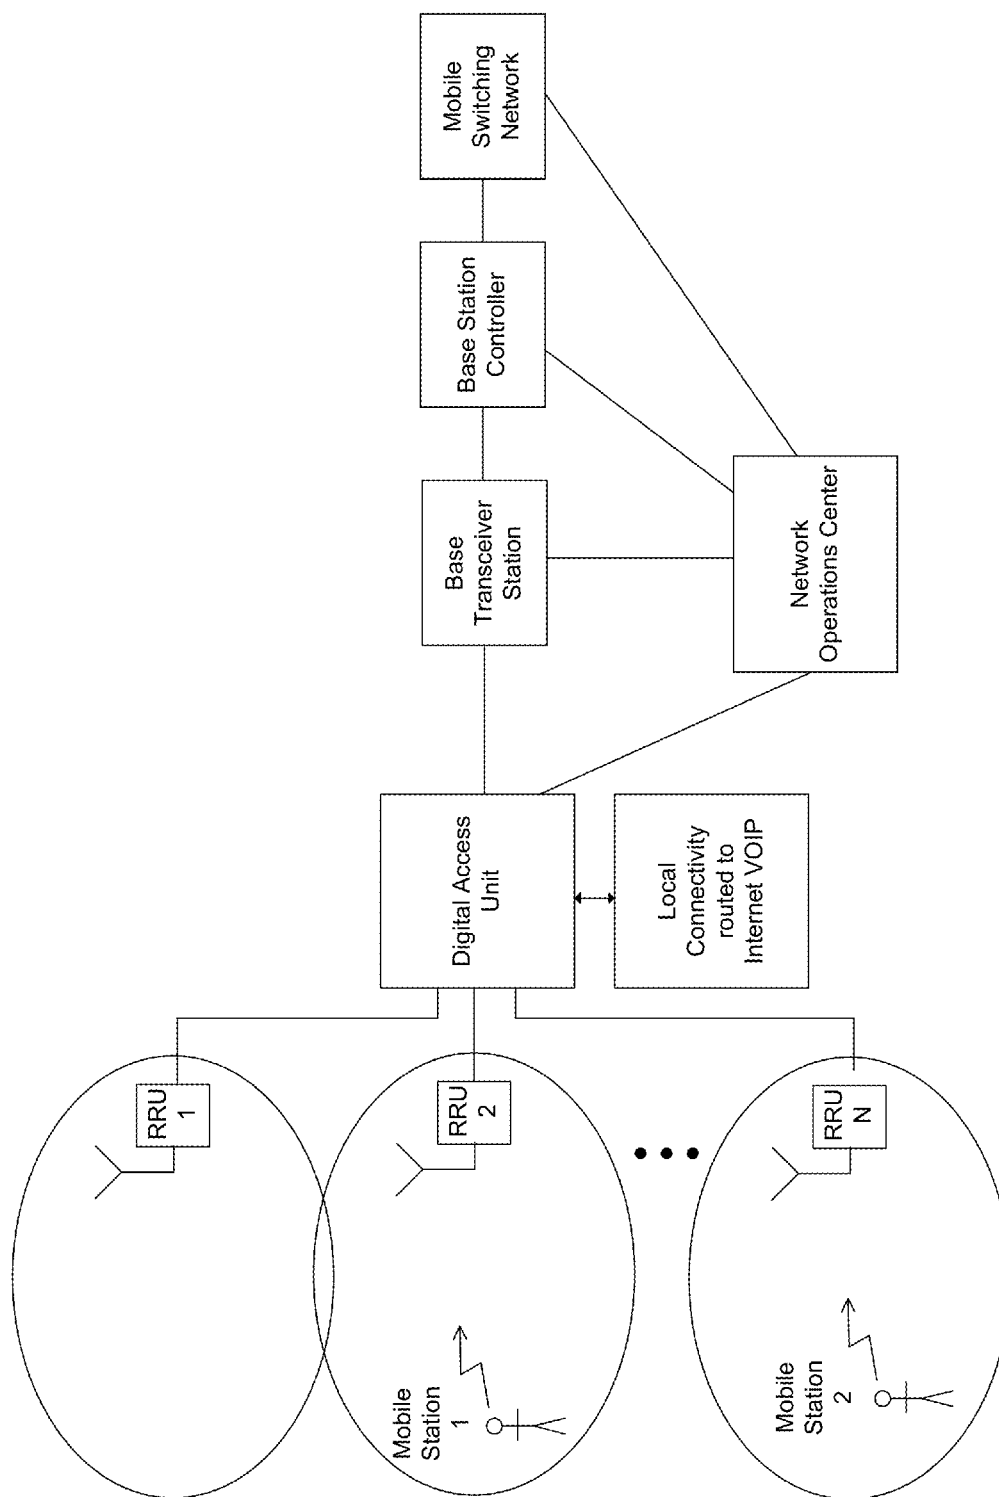 Mobile
Switching
Network
Base Station
Controller
Base
Transceiver
Station
Network
Operations Center
Digital Access
Unit
Local
Connectivity
routed to
Internet VOIP
RRU
1
RRU
2
RRU
N
Mobile
Station
1
Mobile
Station
2